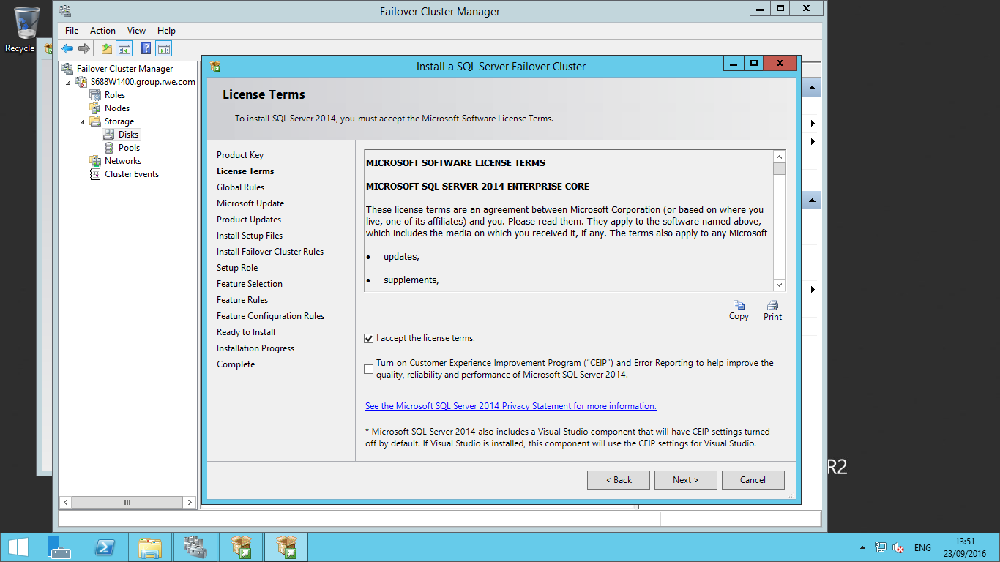 Recycle
Failover Cluster Manager
File Action View Help
Failover Cluster Manager
S688W1400.group.rwe.com
Roles
Nodes
Storage
Disks
Pools
Networks
Cluster Events
Install a SQL Server Failover Cluster
License Terms
To install SQL Server 2014, you must accept the Microsoft Software License Terms.
Product Key
License Terms
Global Rules
Microsoft Update
Product Updates
Install Setup Files
Install Failover Cluster Rules
Setup Role
Feature Selection
Feature Rules
Feature Configuration Rules
Ready to Install
Installation Progress
Complete
MICROSOFT SOFTWARE LICENSE TERMS
MICROSOFT SQL SERVER 2014 ENTERPRISE CORE
These license terms are an agreement between Microsoft Corporation (or based on where you
live, one of its affiliates) and you. Please read them. They apply to the software named above,
which includes the media on which you received it, if any. The terms also apply to any Microsoft
• updates,
• supplements,
Copy
Print
I accept the license terms.
Turn on Customer Experience Improvement Program ("CEIP") and Error Reporting to help improve the
quality, reliability and performance of Microsoft SQL Server 2014.
See the Microsoft SQL Server 2014 Privacy Statement for more information.
* Microsoft SQL Server 2014 also includes a Visual Studio component that will have CEIP settings turned
off by default. If Visual Studio is installed, this component will use the CEIP settings for Visual Studio.
< Back
Next >
Cancel
R2
ENG
13:51
23/09/2016